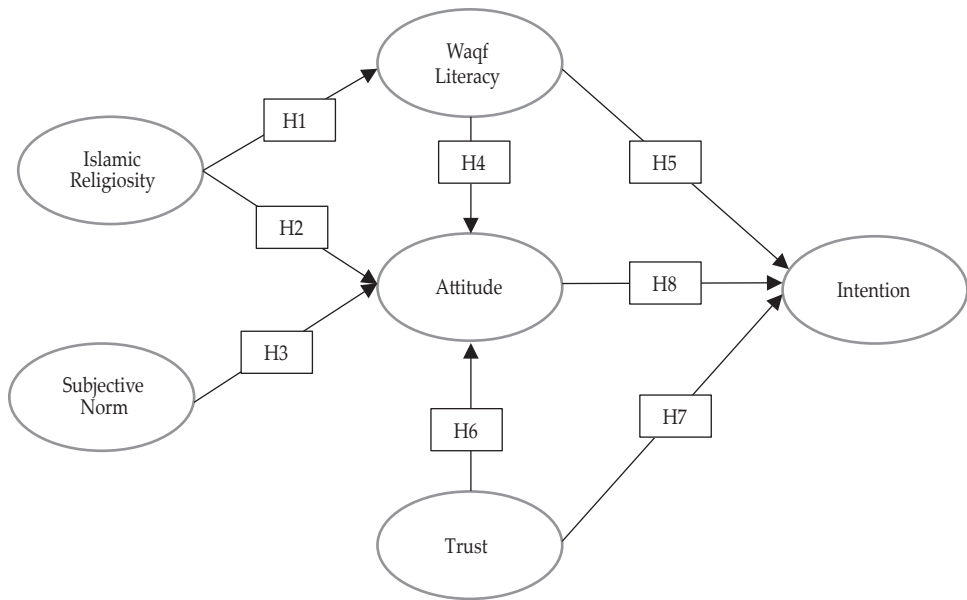 Waqf
Literacy
H1
Islamic
Religiosity
H4
H5
H2
Attitude
H8
Intention
H3
Subjective
Norm
H6
H7
Trust